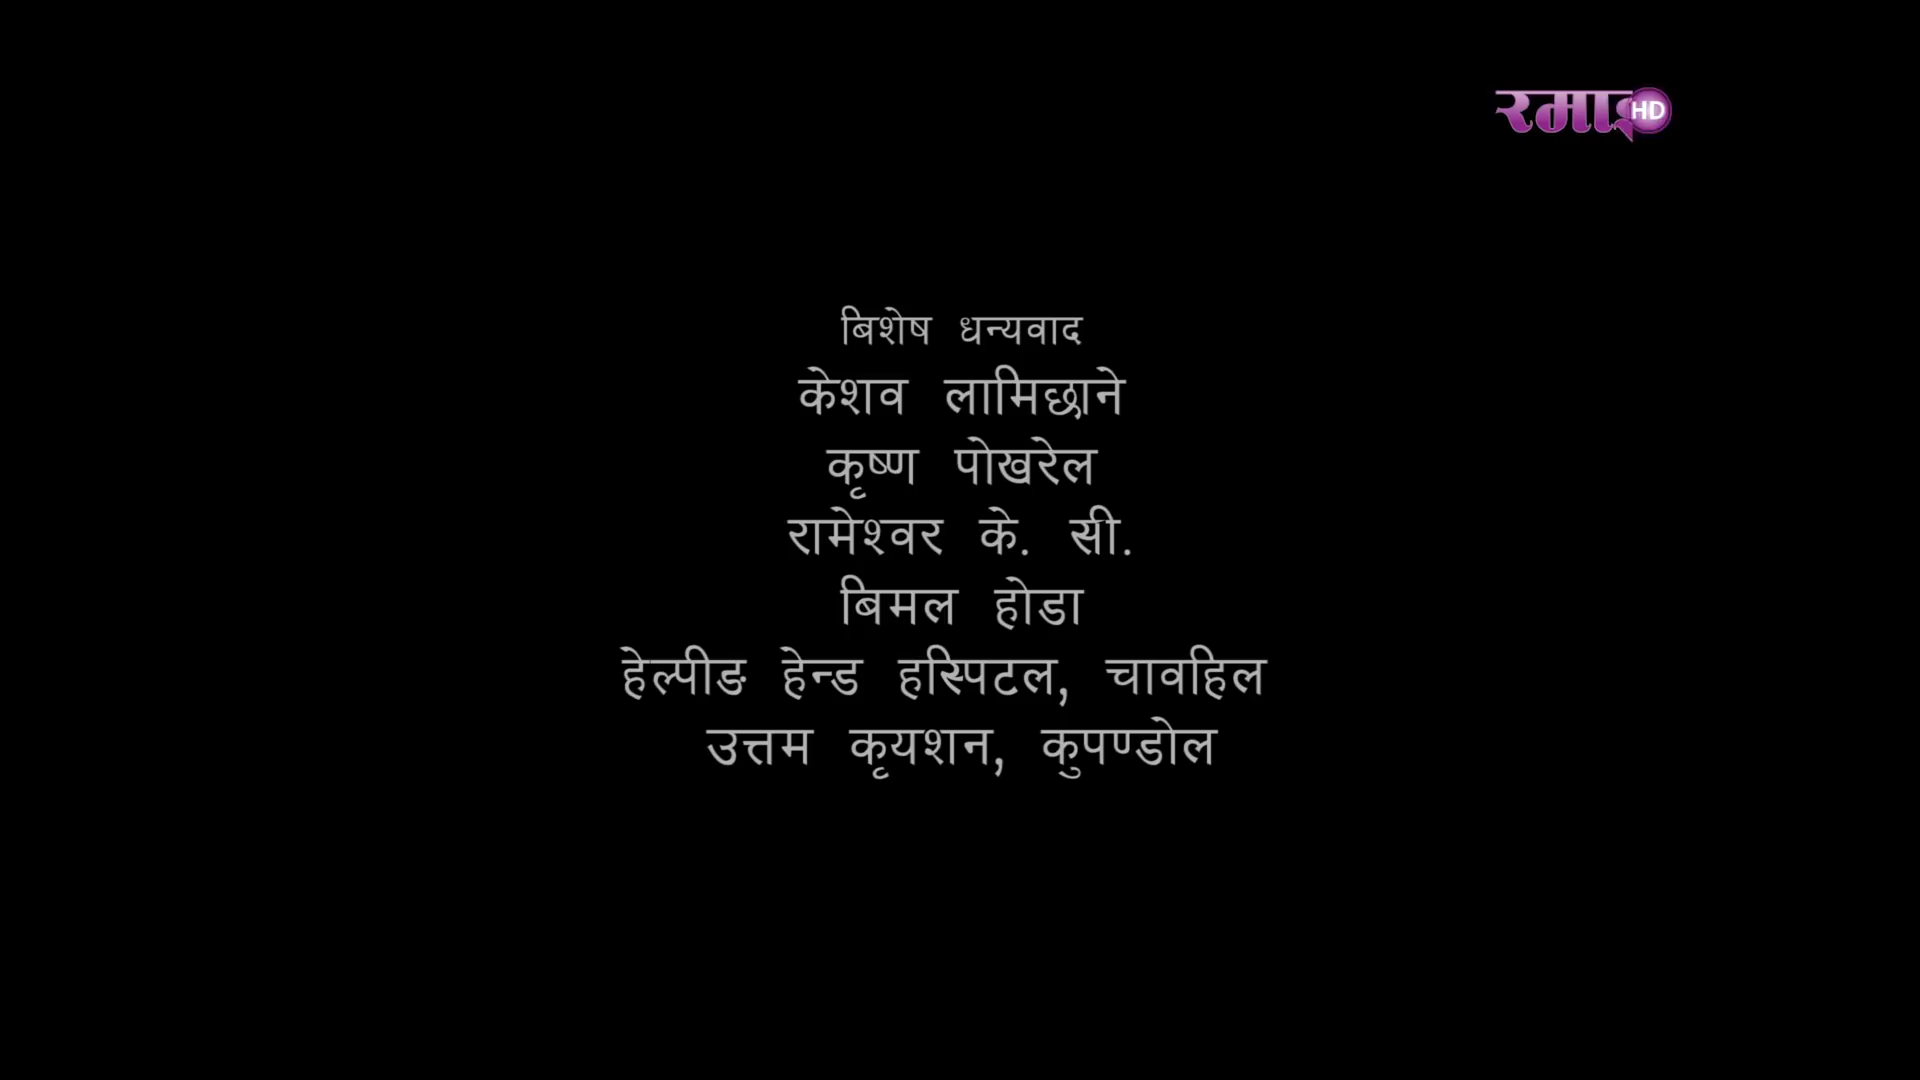 रमाइ HD
बिशेष धन्यवाद
केशव लामिछाने
कृष्ण पोखरेल
रामेश्वर के. सी.
बिमल होडा
हेल्पीङ हेन्ड हस्पिटल, चावहिल
उत्तम कृयशन, कुपण्डोल